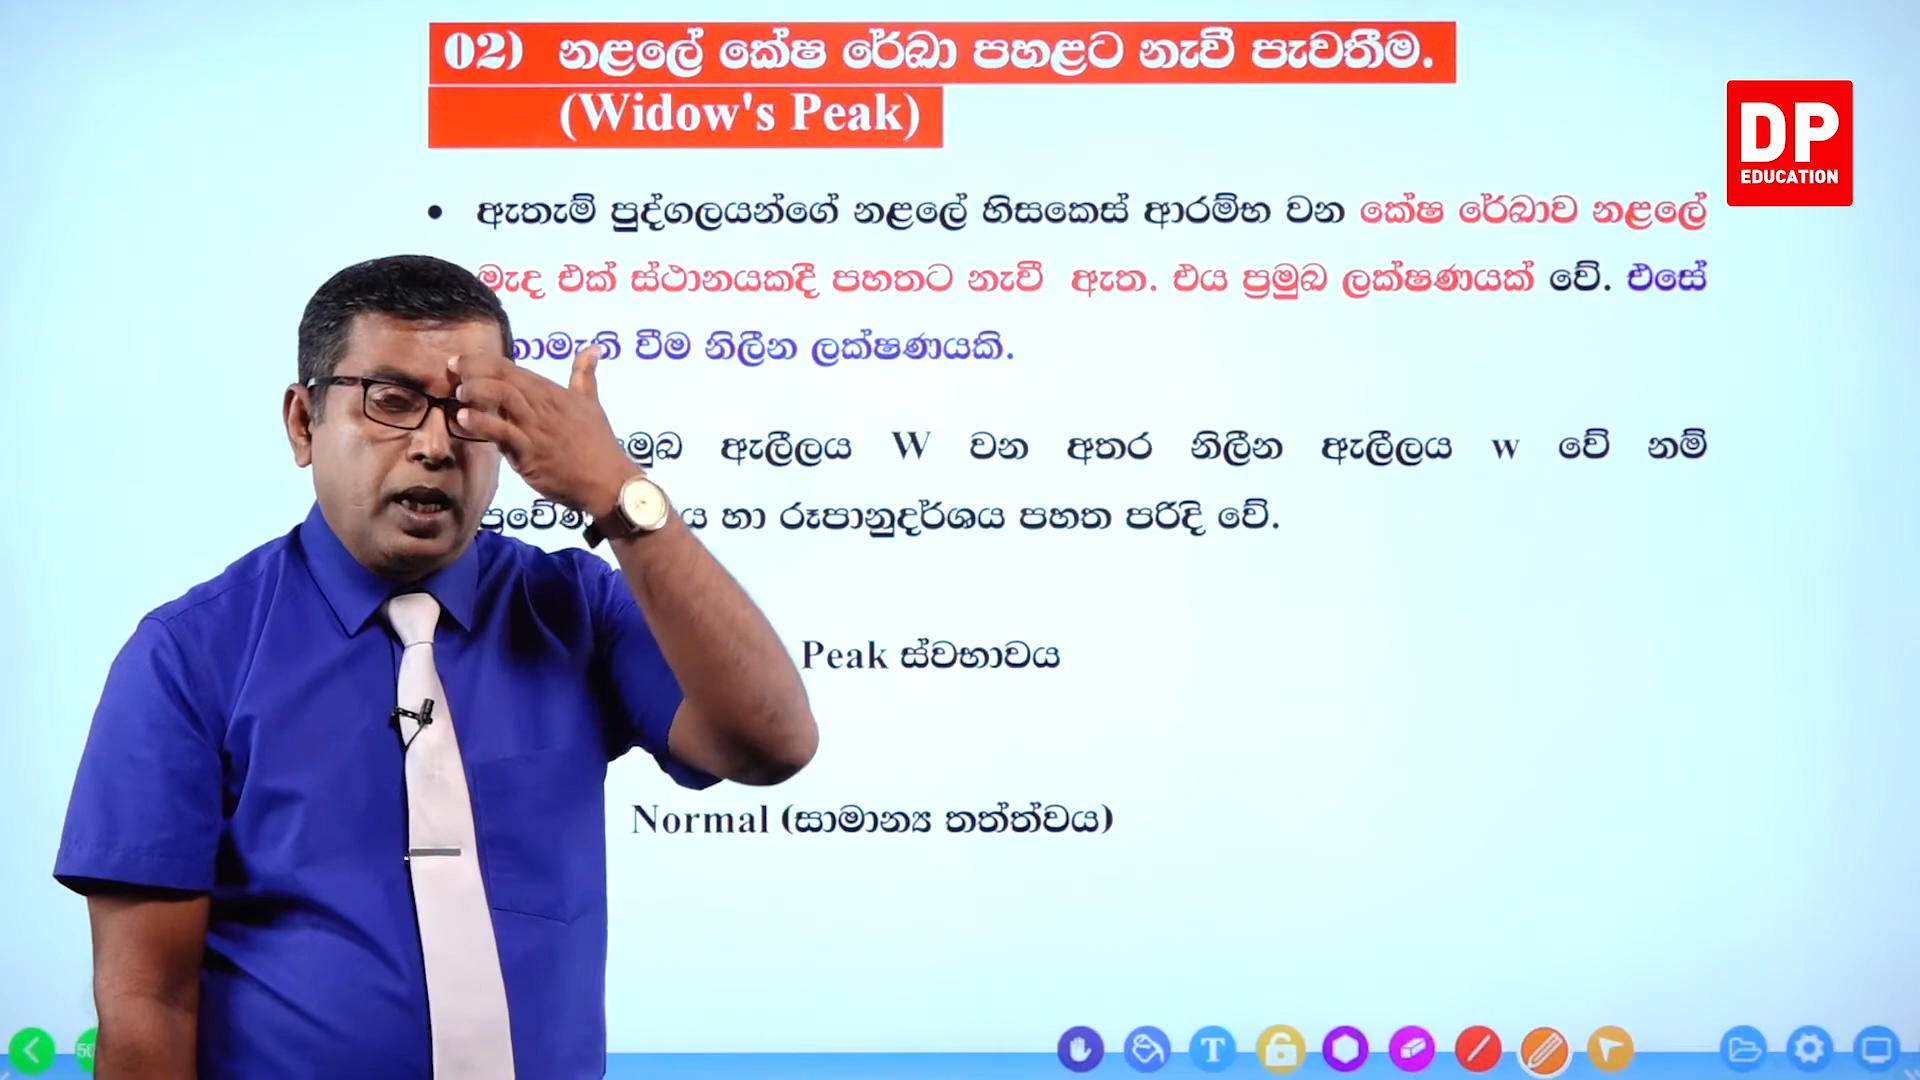 02) නළලේ කේෂ රේඛා පහළට නැවී පැවතීම.
(Widow's Peak)
DP
EDUCATION
• ඇතැම් පුද්ගලයන්ගේ නළලේ හිසකෙස් ආරම්භ වන කේෂ රේඛාව නළලේ
මැද එක් ස්ථානයකදී පහතට නැවී ඇත. එය ප්‍රමුඛ ලක්ෂණයක් වේ. එසේ
වීම නිලීන ලක්ෂණයකි.
ඇලීලය W වන අතර නිලීන ඇලීලය w වේ නම්
හා රූපානුදර්ශය පහත පරිදි වේ.
Peak ස්වභාවය
Normal (සාමාන්‍ය තත්ත්වය)